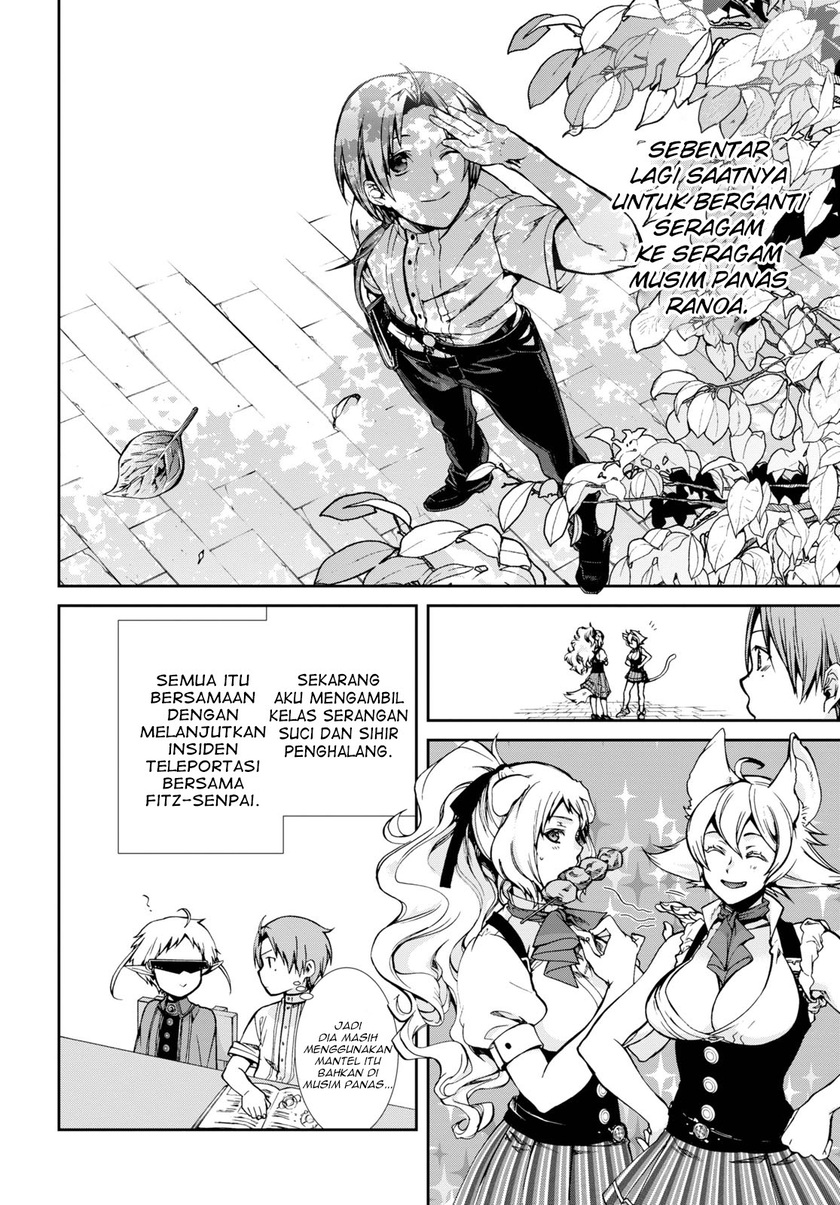 SEBENTAR
LAGI SAATNYA
UNTUK BERGANTI
SERAGAM
KE SERAGAM
MUSIM PANAS
RANOA.
SEKARANG
AKU MENGAMBIL
KELAS SERANGAN
SUCI DAN SIHIR
PENGHALANG.
SEMUA ITU
BERSAMAAN
DENGAN
MELANJUTKAN
INSIDEN
TELEPORTASI
BERSAMA
FITZ-SENPAI.
?
JADI
DIA MASIH
MENGGUNAKAN
MANTEL ITU
BAHKAN DI
MUSIM PANAS...